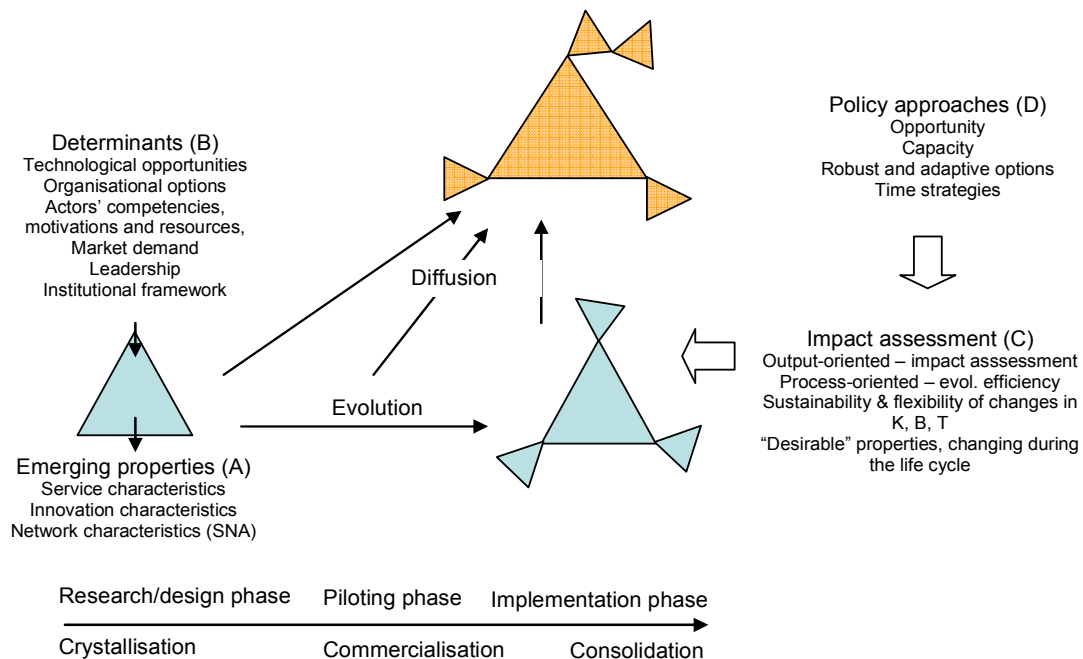 Determinants (B)
Technological opportunities
Organisational options
Actors' competencies,
motivations and resources,
Market demand
Leadership
Institutional framework
Emerging properties (A)
Service characteristics
Innovation characteristics
Network characteristics (SNA)
Diffusion
Evolution
Policy approaches (D)
Opportunity
Capacity
Robust and adaptive options
Time strategies
Impact assessment (C)
Output-oriented – impact asssessment
Process-oriented – evol. efficiency
Sustainability & flexibility of changes in
K, B, T
“Desirable” properties, changing during
the life cycle
Research/design phase Piloting phase Implementation phase
Crystallisation Commercialisation Consolidation